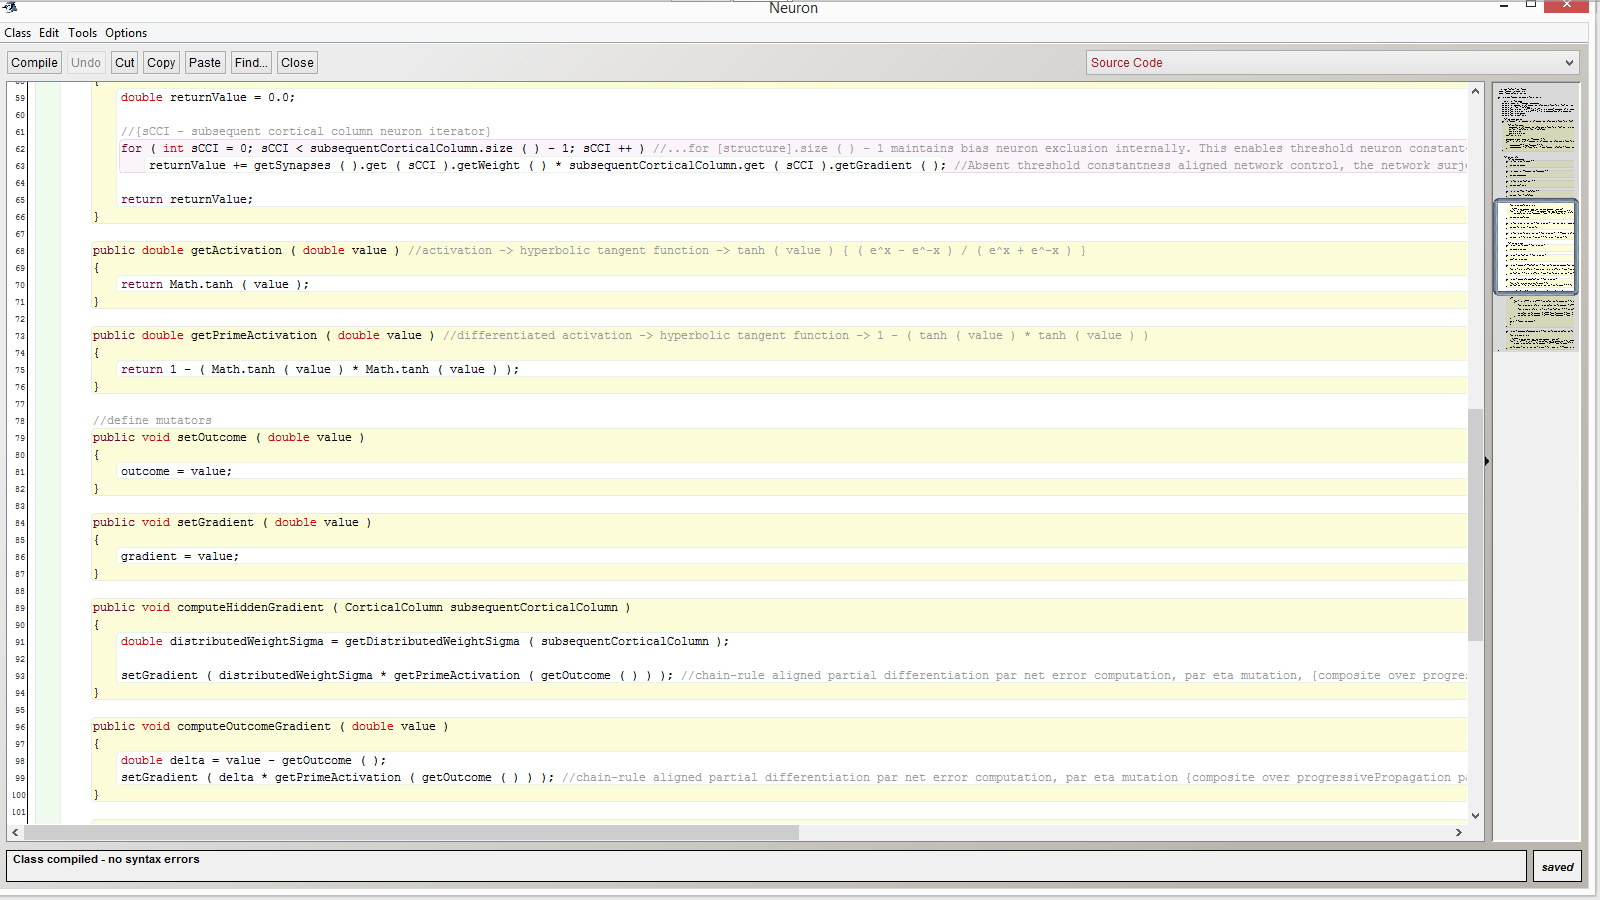 Neuron
Class Edit Tools Options
Compile Undo Cut Copy Paste Find... Close Source Code
{
59 double returnValue = 0.0;
60
61 //{sCCI - subsequent cortical column neuron iterator}
62 for ( int sCCI = 0; sCCI < subsequentCorticalColumn.size ( ) - 1; sCCI ++ ) //...for [structure].size ( ) - 1 maintains bias neuron exclusion internally. This enables threshold neuron constant-
63 returnValue += getSynapses ( ).get ( sCCI ).getWeight ( ) * subsequentCorticalColumn.get ( sCCI ).getGradient ( ); //Absent threshold constantness aligned network control, the network surj
64
65 return returnValue;
66 }
67
68 public double getActivation ( double value ) //activation -> hyperbolic tangent function -> tanh ( value ) { ( e^x - e^-x ) / ( e^x + e^-x ) }
69 {
70 return Math.tanh ( value );
71 }
72
73 public double getPrimeActivation ( double value ) //differentiated activation -> hyperbolic tangent function -> 1 - ( tanh ( value ) * tanh ( value ) )
74 {
75 return 1 - ( Math.tanh ( value ) * Math.tanh ( value ) );
76 }
77
78 //define mutators
79 public void setOutcome ( double value )
80 {
81 outcome = value;
82 }
83
84 public void setGradient ( double value )
85 {
86 gradient = value;
87 }
88
89 public void computeHiddenGradient ( CorticalColumn subsequentCorticalColumn )
90 {
91 double distributedWeightSigma = getDistributedWeightSigma ( subsequentCorticalColumn );
92
93 setGradient ( distributedWeightSigma * getPrimeActivation ( getOutcome ( ) ) ); //chain-rule aligned partial differentiation par net error computation, par eta mutation, {composite over progres
94 }
95
96 public void computeOutcomeGradient ( double value )
97 {
98 double delta = value - getOutcome ( );
99 setGradient ( delta * getPrimeActivation ( getOutcome ( ) ) ); //chain-rule aligned partial differentiation par net error computation, par eta mutation {composite over progressivePropagation p
100 }
101
Class compiled - no syntax errors
saved